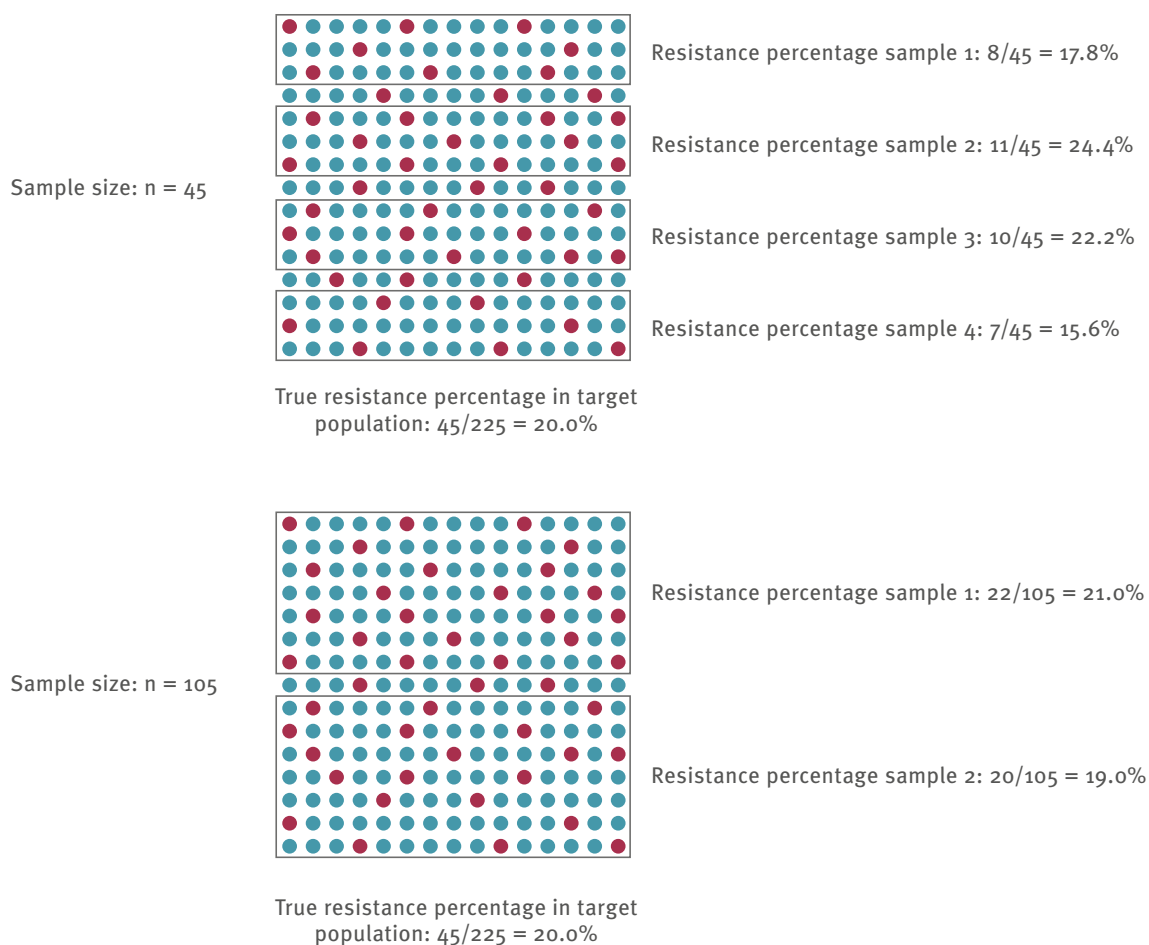 Resistance percentage sample 1: 8/45 = 17.8%
Resistance percentage sample 2: 11/45 = 24.4%
Sample size: n = 45
Resistance percentage sample 3: 10/45 = 22.2%
Resistance percentage sample 4: 7/45 = 15.6%
True resistance percentage in target
population: 45/225 = 20.0%
Resistance percentage sample 1: 22/105 = 21.0%
Sample size: n = 105
Resistance percentage sample 2: 20/105 = 19.0%
True resistance percentage in target
population: 45/225 = 20.0%